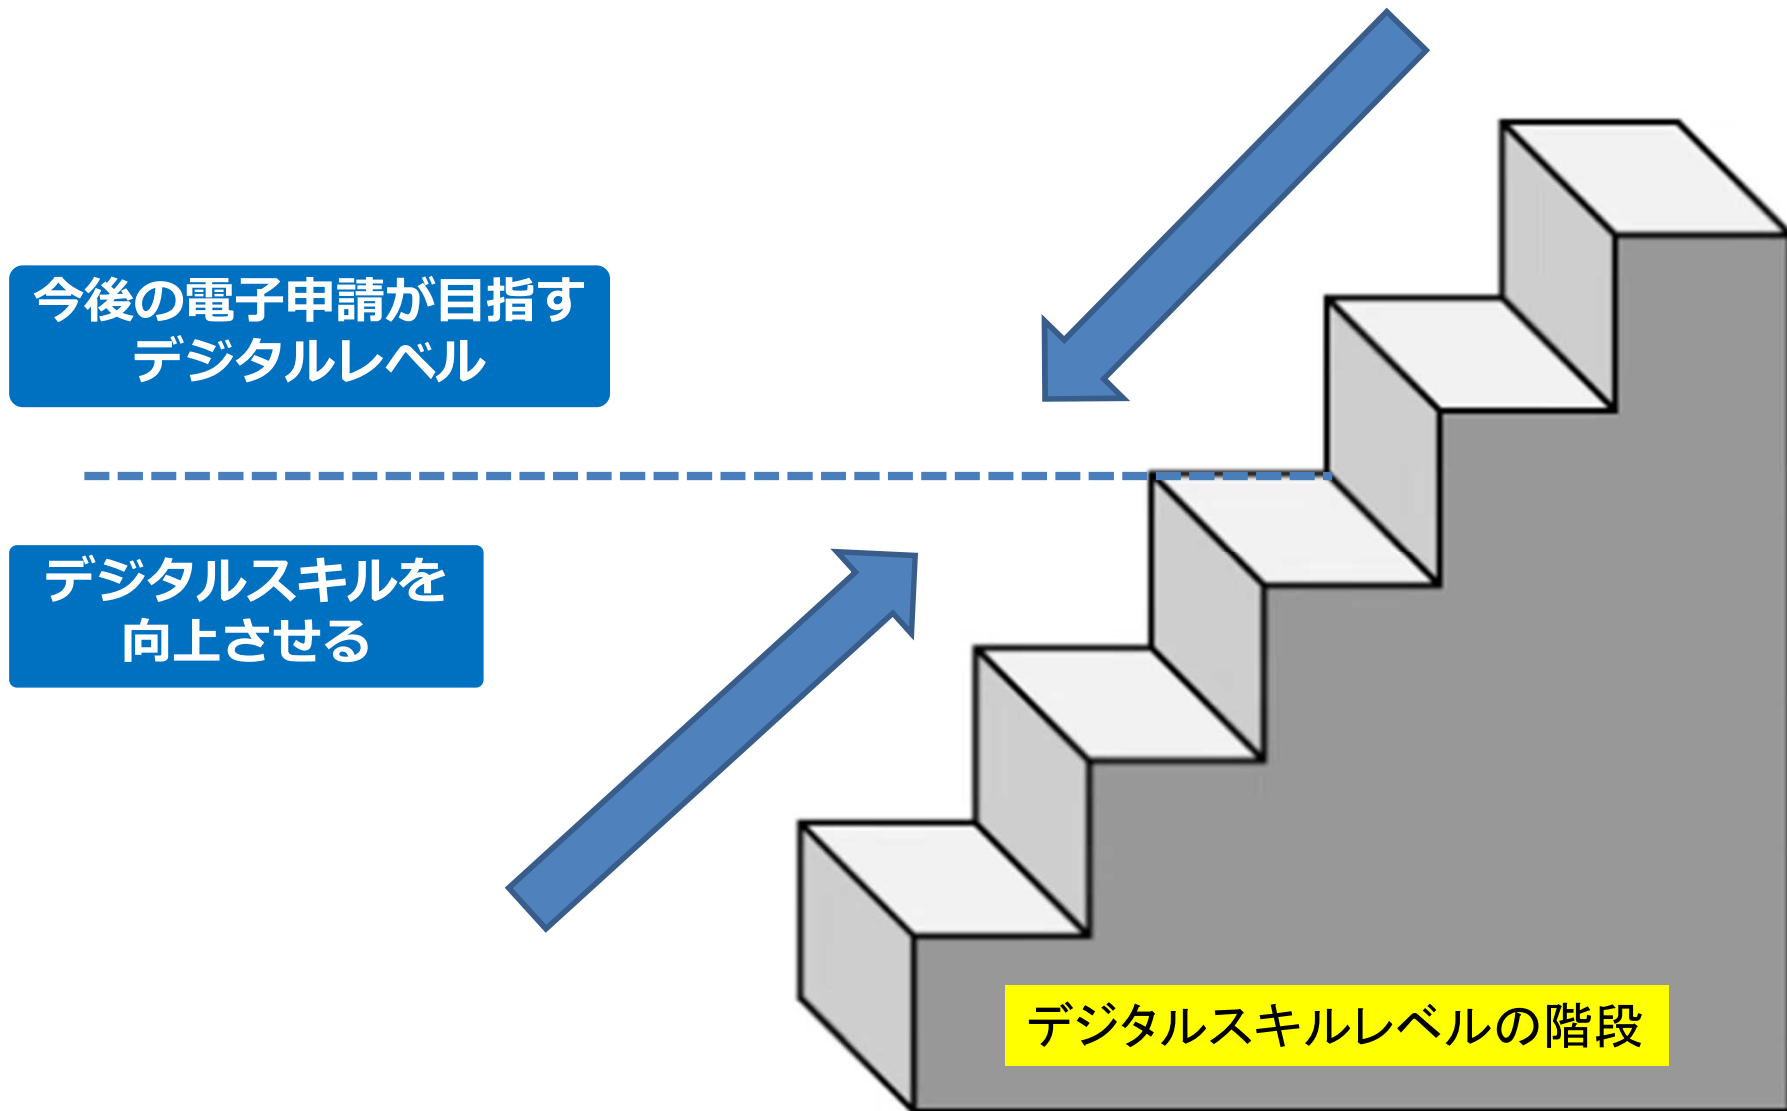 今後の電子申請が目指す
デジタルレベル
デジタルスキルを
向上させる
デジタルスキルレベルの階段